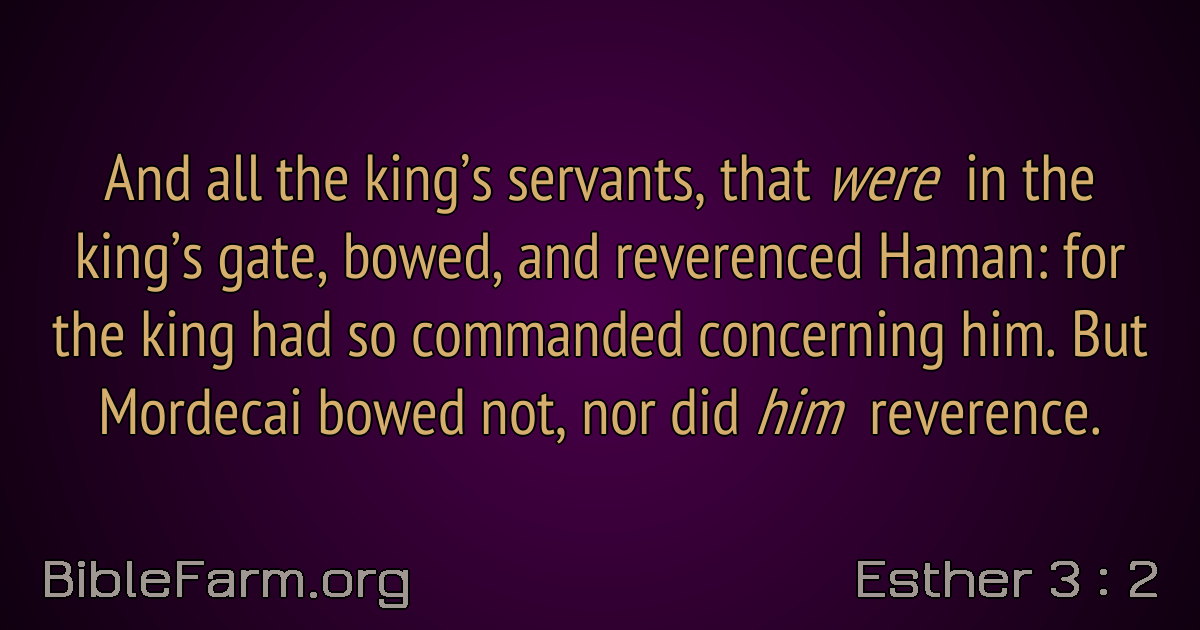 And all the king’s servants, that were in the
king’s gate, bowed, and reverenced Haman: for
the king had so commanded concerning him. But
Mordecai bowed not, nor did him reverence.
BibleFarm.org
Esther 3 : 2